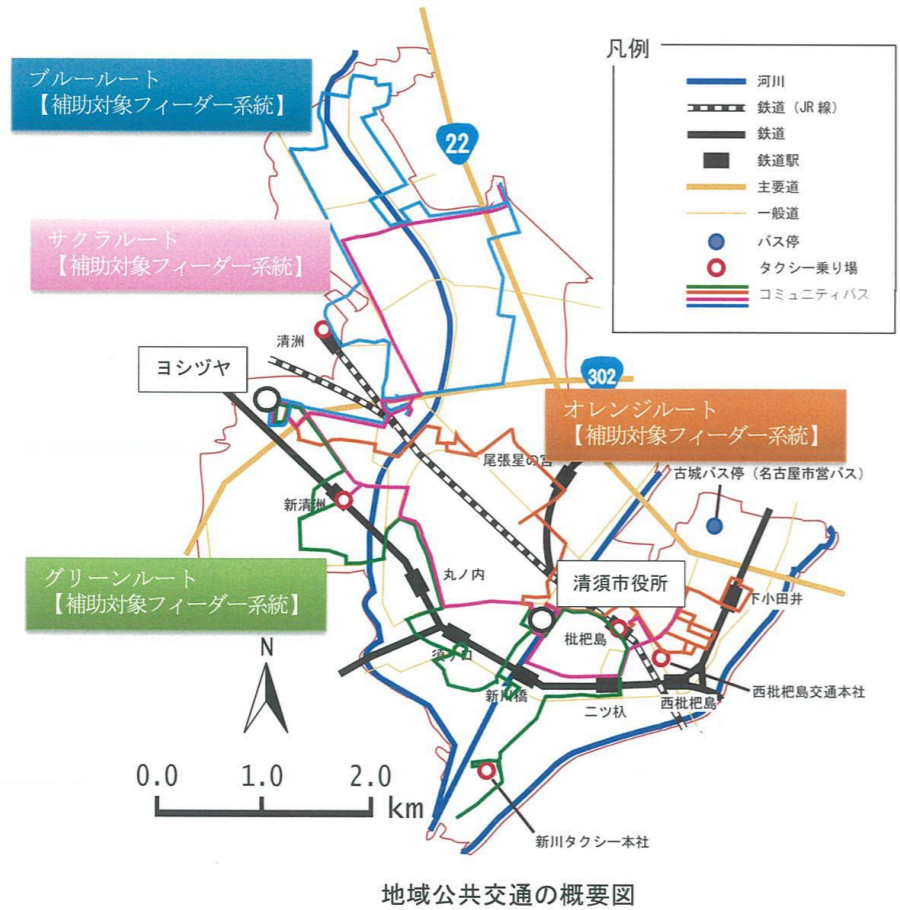 ブルールート
【補助対象フィーダー系統】
サクラルート
【補助対象フィーダー系統】
ヨシヅヤ
グリーンルート
【補助対象フィーダー系統】
オレンジルート
【補助対象フィーダー系統】
凡例
河川
鉄道（JR線）
鉄道
鉄道駅
主要道
一般道
バス停
タクシー乗り場
コミュニティバス
22
302
清洲
尾張星の宮
古城バス停（名古屋市営バス）
新清洲
丸ノ内
清須市役所
下小田井
枇杷島
須ケ口
新川橋
二ツ杁
西枇杷島
西枇杷島交通本社
新川タクシー本社
N
0.0 1.0 2.0
km
地域公共交通の概要図